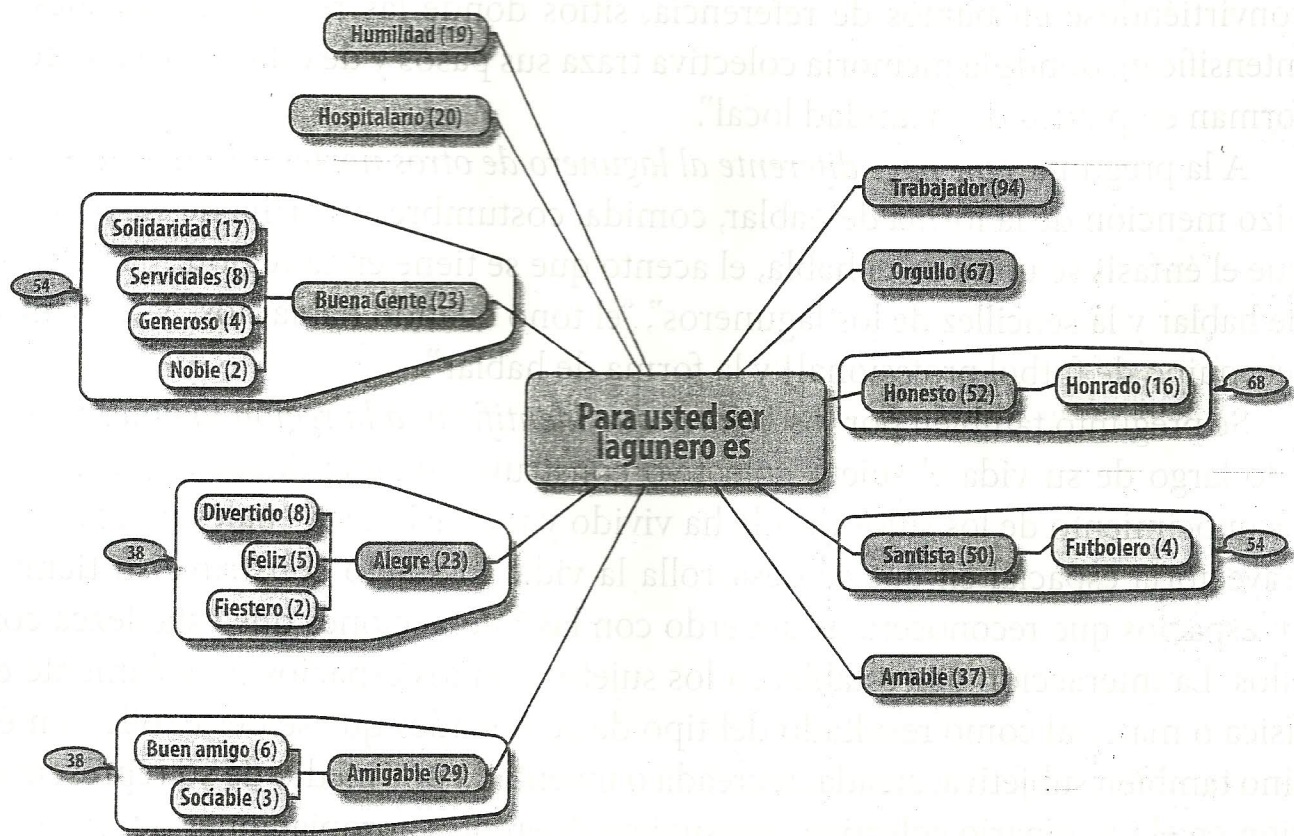 Humildad (19)
Hospitalario (20)
Solidaridad (17)
Serviciales (8)
Generoso (4)
Noble (2)
Buena Gente (23)
54
Divertido (8)
Feliz (5)
Fiestero (2)
Alegre (23)
38
Buen amigo (6)
Sociable (3)
Amigable (29)
38
Para usted ser
lagunero es
Trabajador (94)
Orgullo (67)
Honesto (52)
Honrado (16)
68
Santista (50)
Futbolero (4)
54
Amable (37)